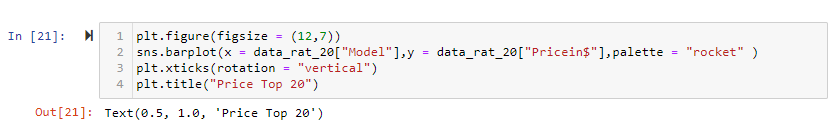 In [21]:
1 plt.figure(figsize = (12,7))
2 sns.barplot(x = data_rat_20["Model"],y = data_rat_20["Pricein$"],palette = "rocket" )
3 plt.xticks(rotation = "vertical")
4 plt.title("Price Top 20")
Out[21]: Text(0.5, 1.0, 'Price Top 20')